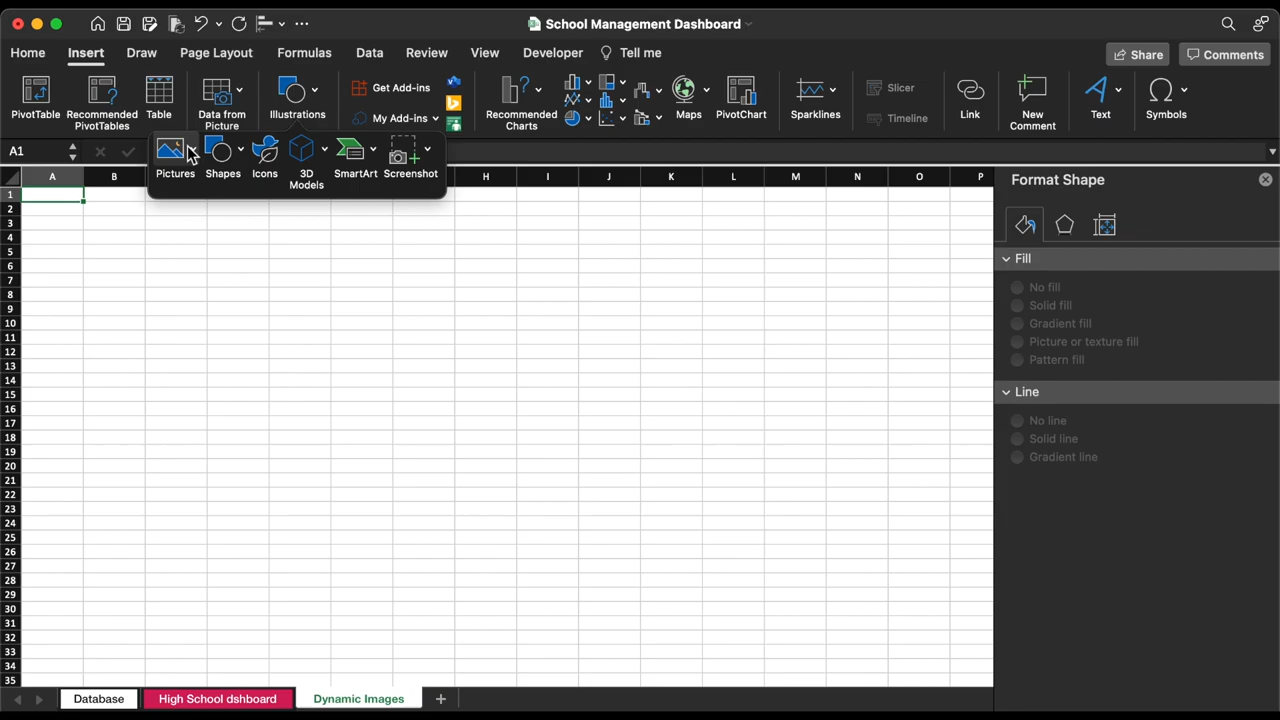 School Management Dashboard
Home Insert Draw Page Layout Formulas Data Review View Developer Tell me Share Comments
PivotTable Recommended PivotTables Table Data from Picture Illustrations Get Add-ins My Add-ins Recommended Charts Maps PivotChart Sparklines Slicer Timeline Link New Comment Text Symbols
A1
Pictures Shapes Icons 3D Models SmartArt Screenshot
A B H I J K L M N O P
1
2
3
4
5
6
7
8
9
10
11
12
13
14
15
16
17
18
19
20
21
22
23
24
25
26
27
28
29
30
31
32
33
34
35
Format Shape
Fill
No fill
Solid fill
Gradient fill
Picture or texture fill
Pattern fill
Line
No line
Solid line
Gradient line
Database High School dshboard Dynamic Images